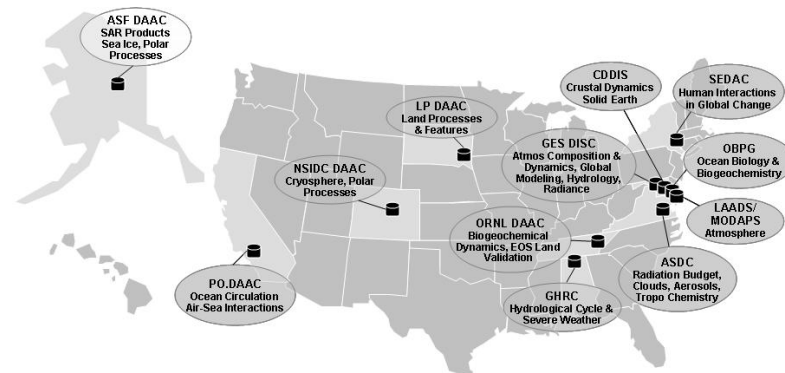 ASF DAAC
SAR Products
Sea Ice, Polar
Processes
LP DAAC
Land Processes
& Features
NSIDC DAAC
Cryosphere, Polar
Processes
PO.DAAC
Ocean Circulation
Air-Sea Interactions
CDDIS
Crustal Dynamics
Solid Earth
SEDAC
Human Interactions
in Global Change
GES DISC
Atmos Composition &
Dynamics, Global
Modeling, Hydrology,
Radiance
OBPG
Ocean Biology &
Biogeochemistry
LAADS/
MODAPS
Atmosphere
ORNL DAAC
Biogeochemical
Dynamics, EOS Land
Validation
ASDC
Radiation Budget,
Clouds, Aerosols,
Tropo Chemistry
GHRC
Hydrological Cycle &
Severe Weather